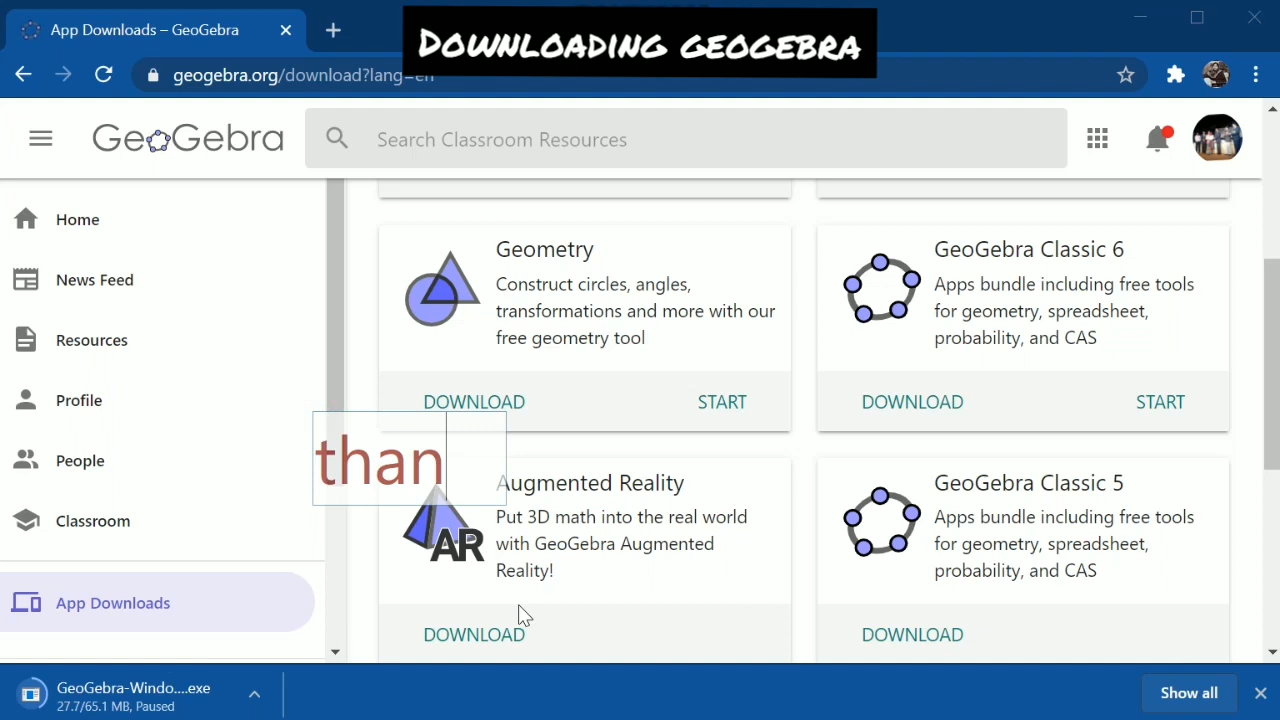 App Downloads – GeoGebra
DOWNLOADING GEOGEBRA
geogebra.org/download?lang=en
GeoGebra
Search Classroom Resources
Home
News Feed
Resources
Profile
People
Classroom
App Downloads
Geometry
Construct circles, angles,
transformations and more with our
free geometry tool
DOWNLOAD
START
GeoGebra Classic 6
Apps bundle including free tools
for geometry, spreadsheet,
probability, and CAS
DOWNLOAD
START
than
Augmented Reality
Put 3D math into the real world
with GeoGebra Augmented
Reality!
AR
DOWNLOAD
GeoGebra Classic 5
Apps bundle including free tools
for geometry, spreadsheet,
probability, and CAS
DOWNLOAD
GeoGebra-Windo....exe
27.7/65.1 MB, Paused
Show all